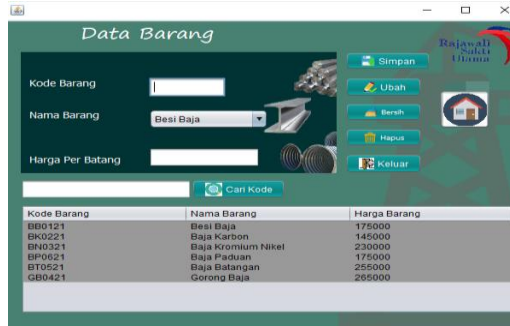 Data Barang
Rajawali
Sakti
Utama
Kode Barang
Nama Barang
Besi Baja
Harga Per Batang
Simpan
Ubah
Bersih
Hapus
Keluar
Cari Kode
Kode Barang Nama Barang Harga Barang
BB0121 Besi Baja 175000
BK0221 Baja Karbon 145000
BN0321 Baja Kromium Nikel 230000
BP0621 Baja Paduan 175000
BT0521 Baja Batangan 255000
GB0421 Gorong Baja 265000